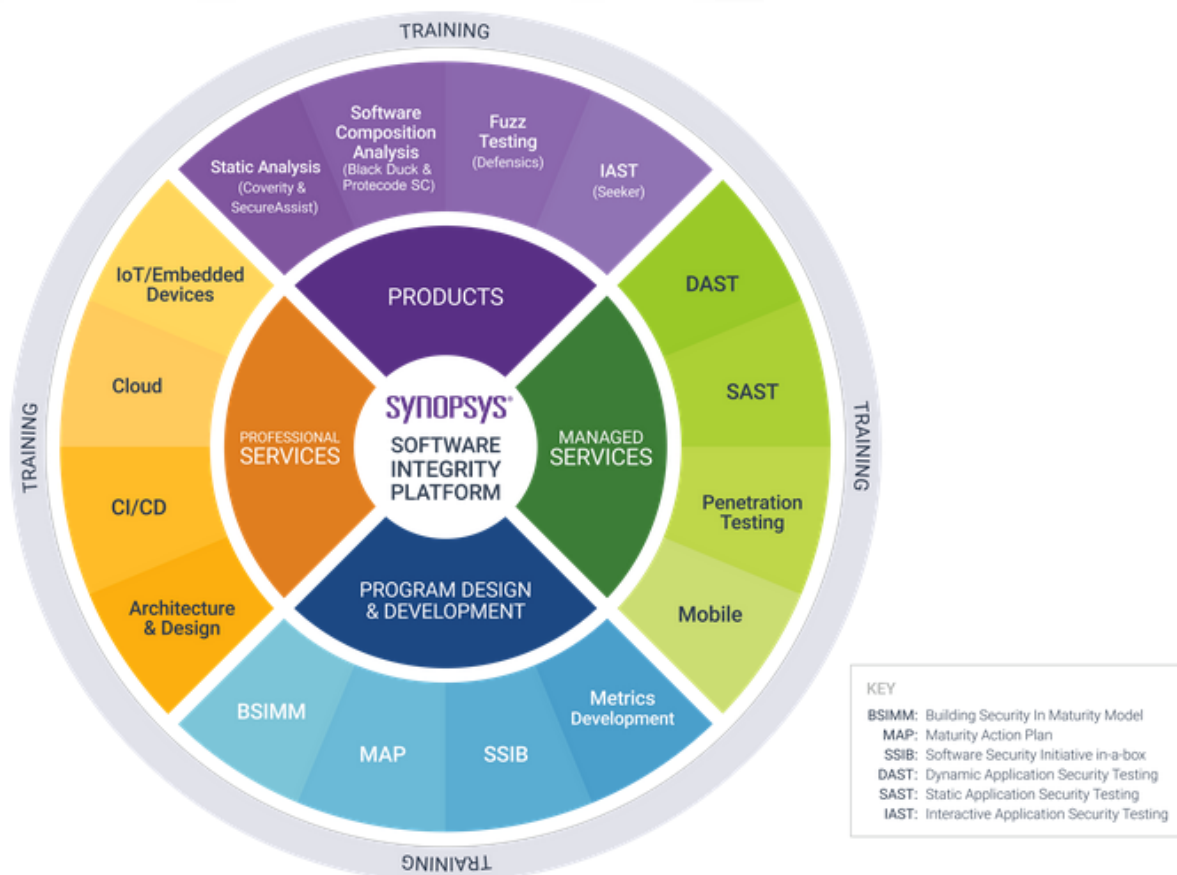 TRAINING
Static Analysis
(Coverity &
SecureAssist)
Software
Composition
Analysis
(Black Duck &
Protecode SC)
Fuzz
Testing
(Defensics)
IAST
(Seeker)
PRODUCTS
IoT/Embedded
Devices
Cloud
CI/CD
Architecture
& Design
PROFESSIONAL
SERVICES
SYNOPSYS®
SOFTWARE
INTEGRITY
PLATFORM
MANAGED
SERVICES
DAST
SAST
Penetration
Testing
Mobile
TRAINING
TRAINING
PROGRAM DESIGN
& DEVELOPMENT
BSIMM
MAP
SSIB
Metrics
Development
TRAINING
KEY
BSIMM: Building Security In Maturity Model
MAP: Maturity Action Plan
SSIB: Software Security Initiative in-a-box
DAST: Dynamic Application Security Testing
SAST: Static Application Security Testing
IAST: Interactive Application Security Testing